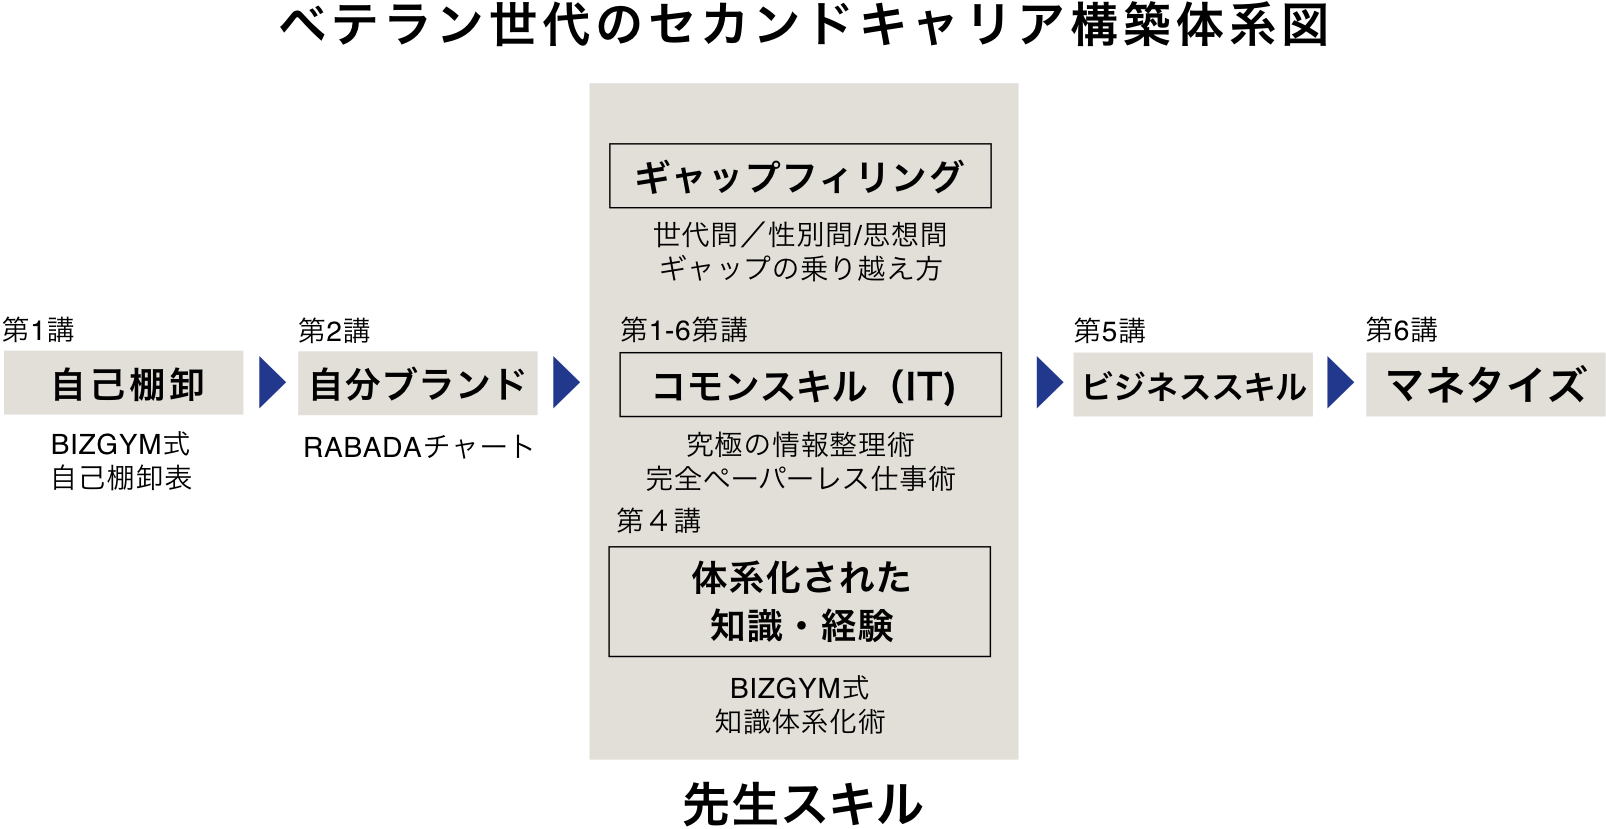 ベテラン世代のセカンドキャリア構築体系図
第1講
自己棚卸
BIZGYM式
自己棚卸表
第2講
自分ブランド
RABADAチャート
ギャップフィリング
世代間／性別間/思想間
ギャップの乗り越え方
第1-6第講
コモンスキル（IT)
究極の情報整理術
完全ペーパーレス仕事術
第４講
体系化された
知識・経験
BIZGYM式
知識体系化術
先生スキル
第5講
ビジネススキル
第6講
マネタイズ